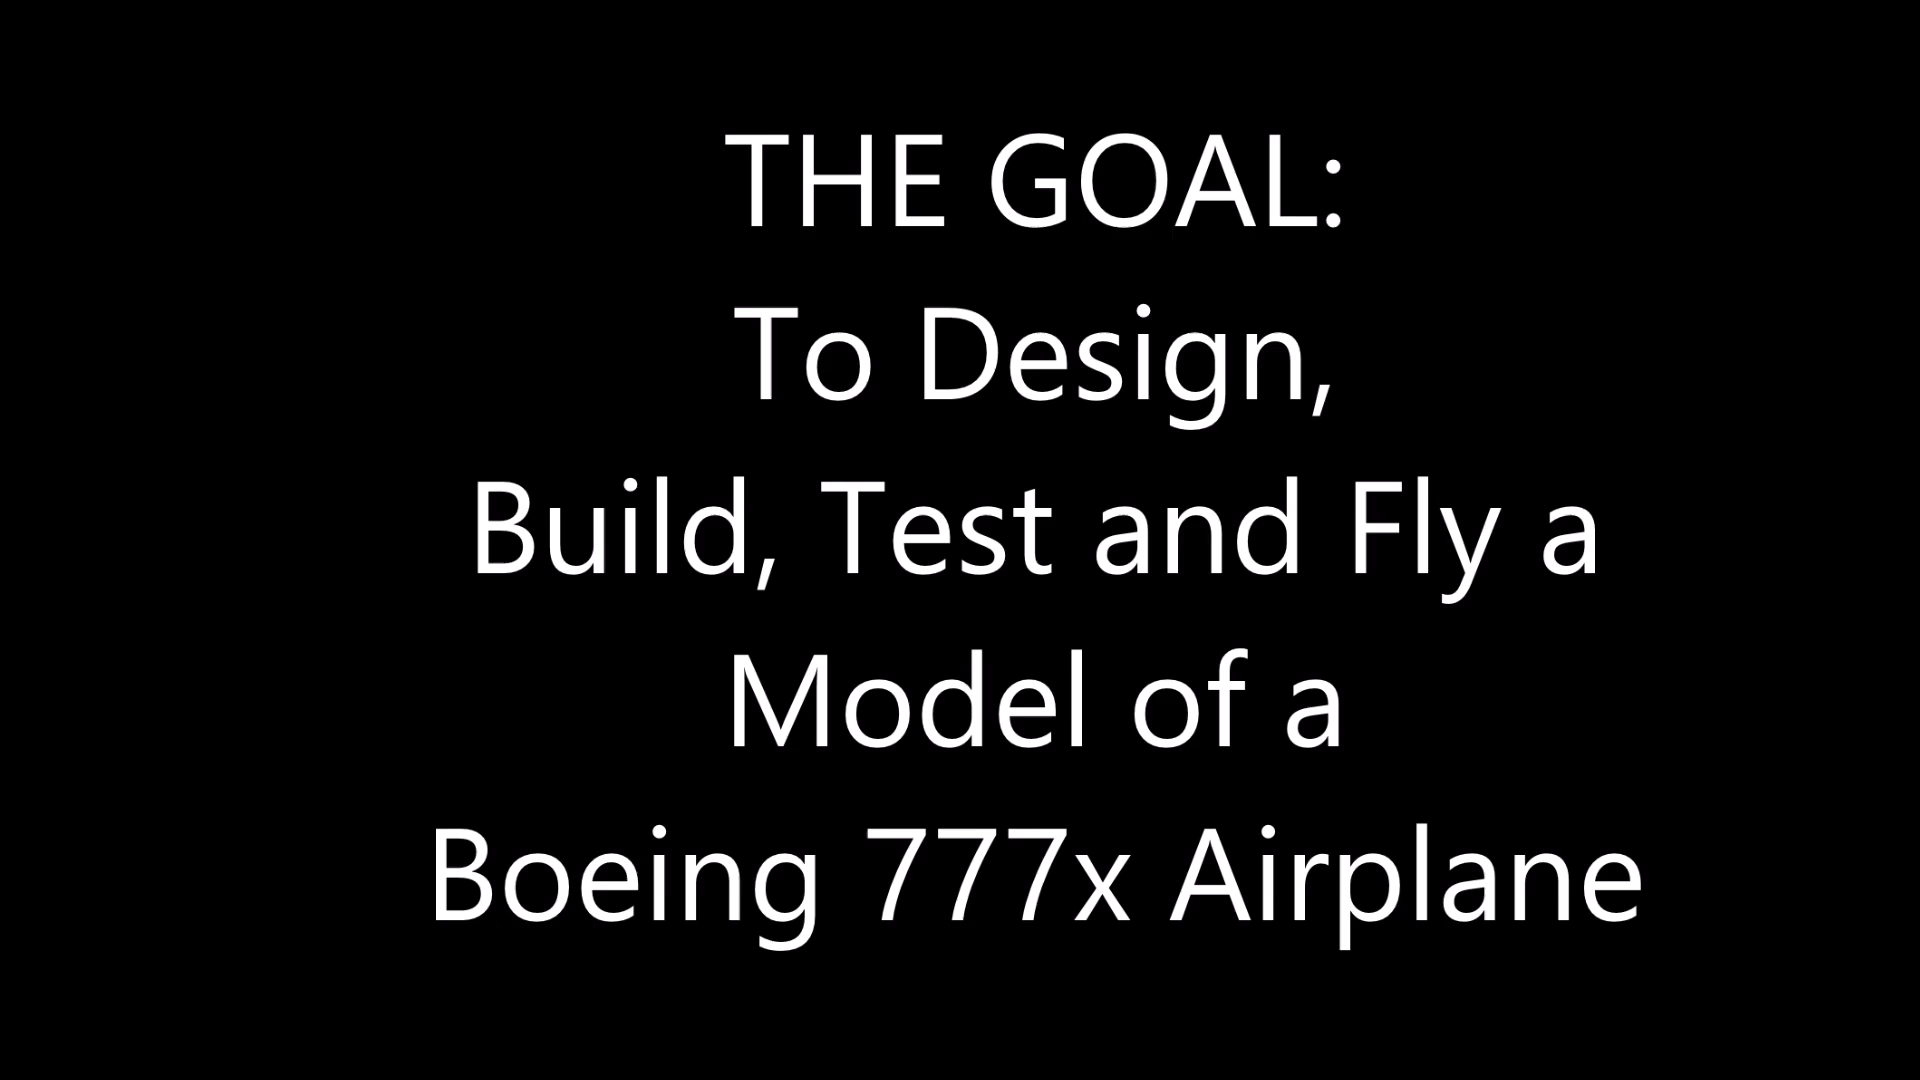 THE GOAL:
To Design,
Build, Test and Fly a
Model of a
Boeing 777x Airplane